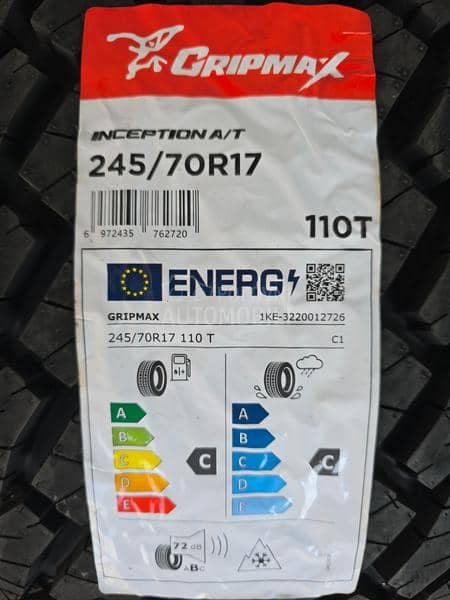 GRIPMAX
INCEPTION A/T
245/70R17
6 972435 762720
110T
ENERG
GRIPMAX 1KE-3220012726
245/70R17 110 T C1
A
B
C
D
E
C
A
B
C
D
E
C
72 dB
ABC